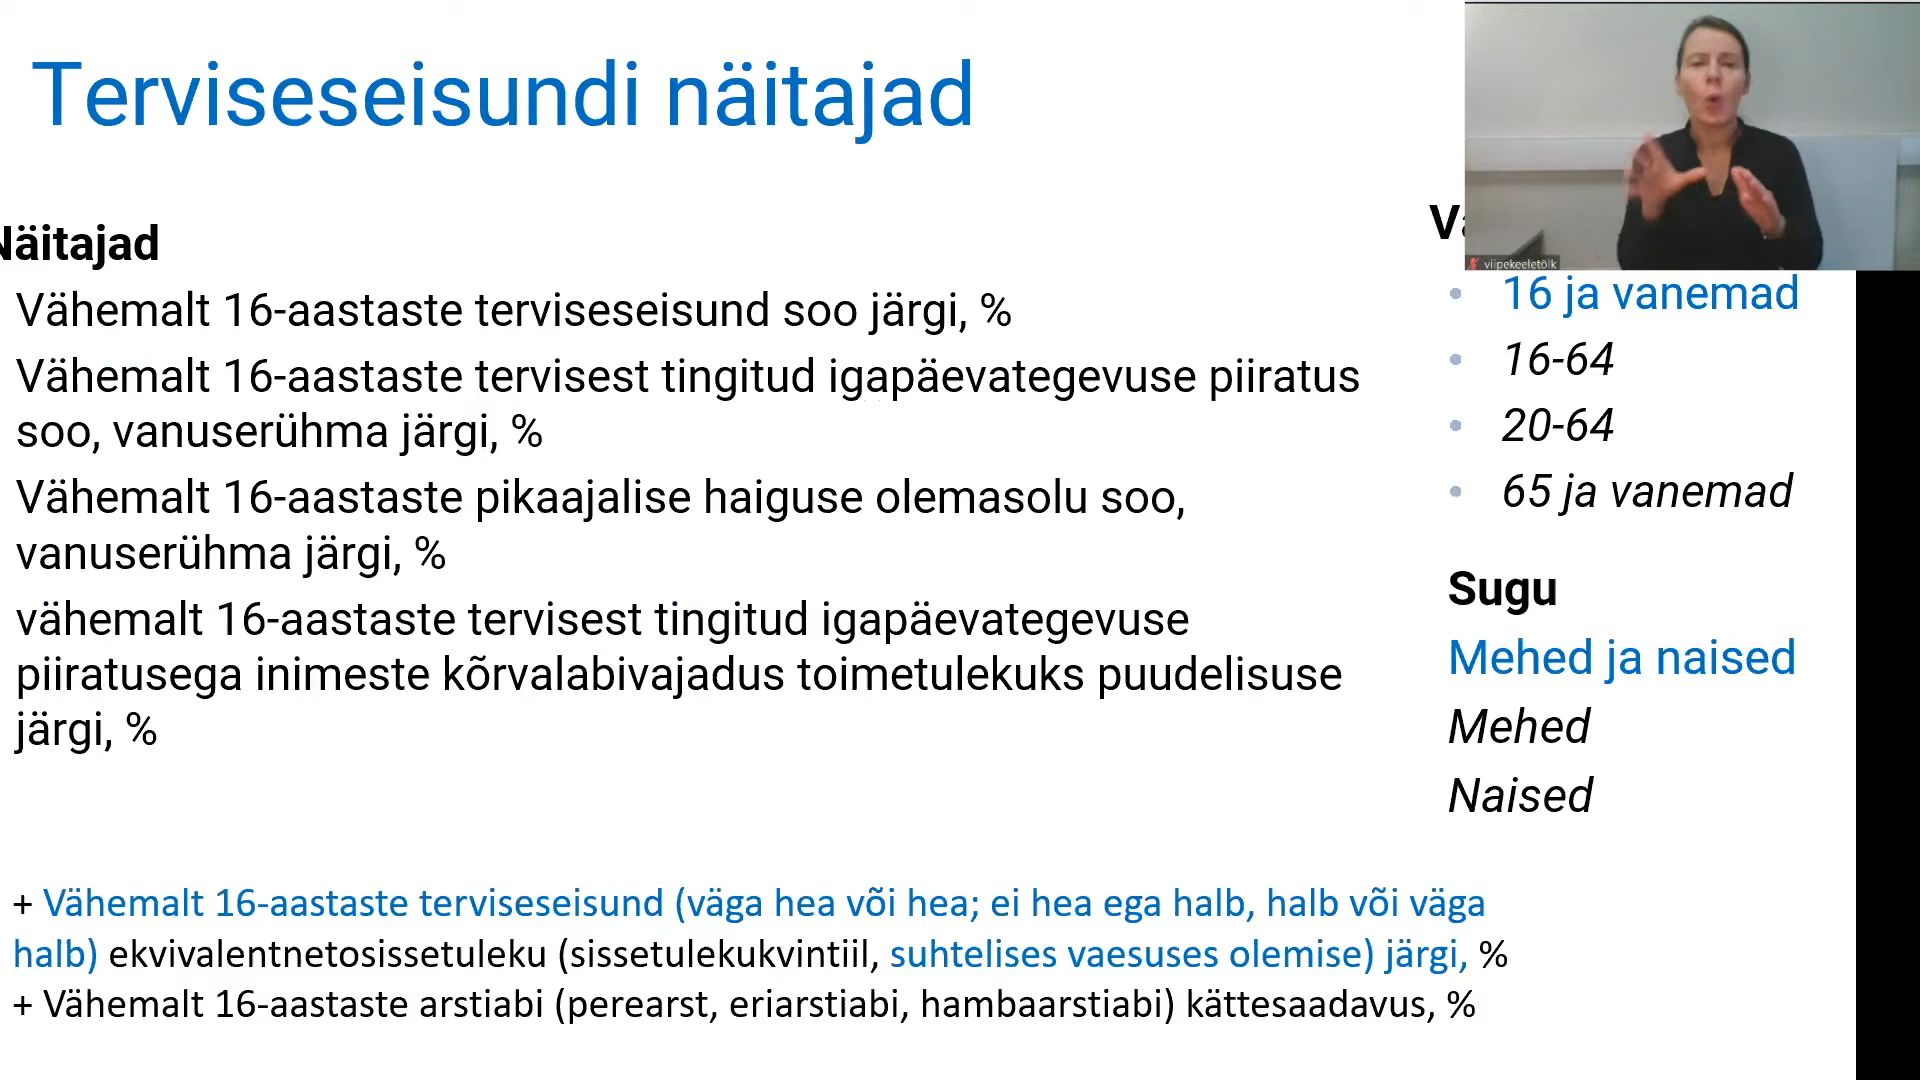 Terviseseisundi näitajad
Näitajad
Vähemalt 16-aastaste terviseseisund soo järgi, %
Vähemalt 16-aastaste tervisest tingitud igapäevategevuse piiratus
soo, vanuserühma järgi, %
Vähemalt 16-aastaste pikaajalise haiguse olemasolu soo,
vanuserühma järgi, %
vähemalt 16-aastaste tervisest tingitud igapäevategevuse
piiratusega inimeste kõrvalabivajadus toimetulekuks puudelisuse
järgi, %
viipekeeletõlk
16 ja vanemad
16-64
20-64
65 ja vanemad
Sugu
Mehed ja naised
Mehed
Naised
+ Vähemalt 16-aastaste terviseseisund (väga hea või hea; ei hea ega halb, halb või väga
halb) ekvivalentnetosissetuleku (sissetulekukvintiil, suhtelises vaesuses olemise) järgi, %
+ Vähemalt 16-aastaste arstiabi (perearst, eriarstiabi, hambaarstiabi) kättesaadavus, %